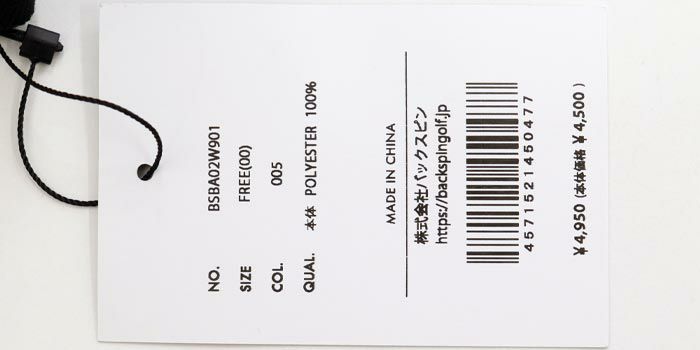 NO. BSBA02W901
SIZE FREE(00)
COL. 005
QUAL. 本体 POLYESTER 100%
MADE IN CHINA
株式会社バックスピン
https://backspingolf.jp
4571521450477
¥4,950 (本体価格 ¥4,500)